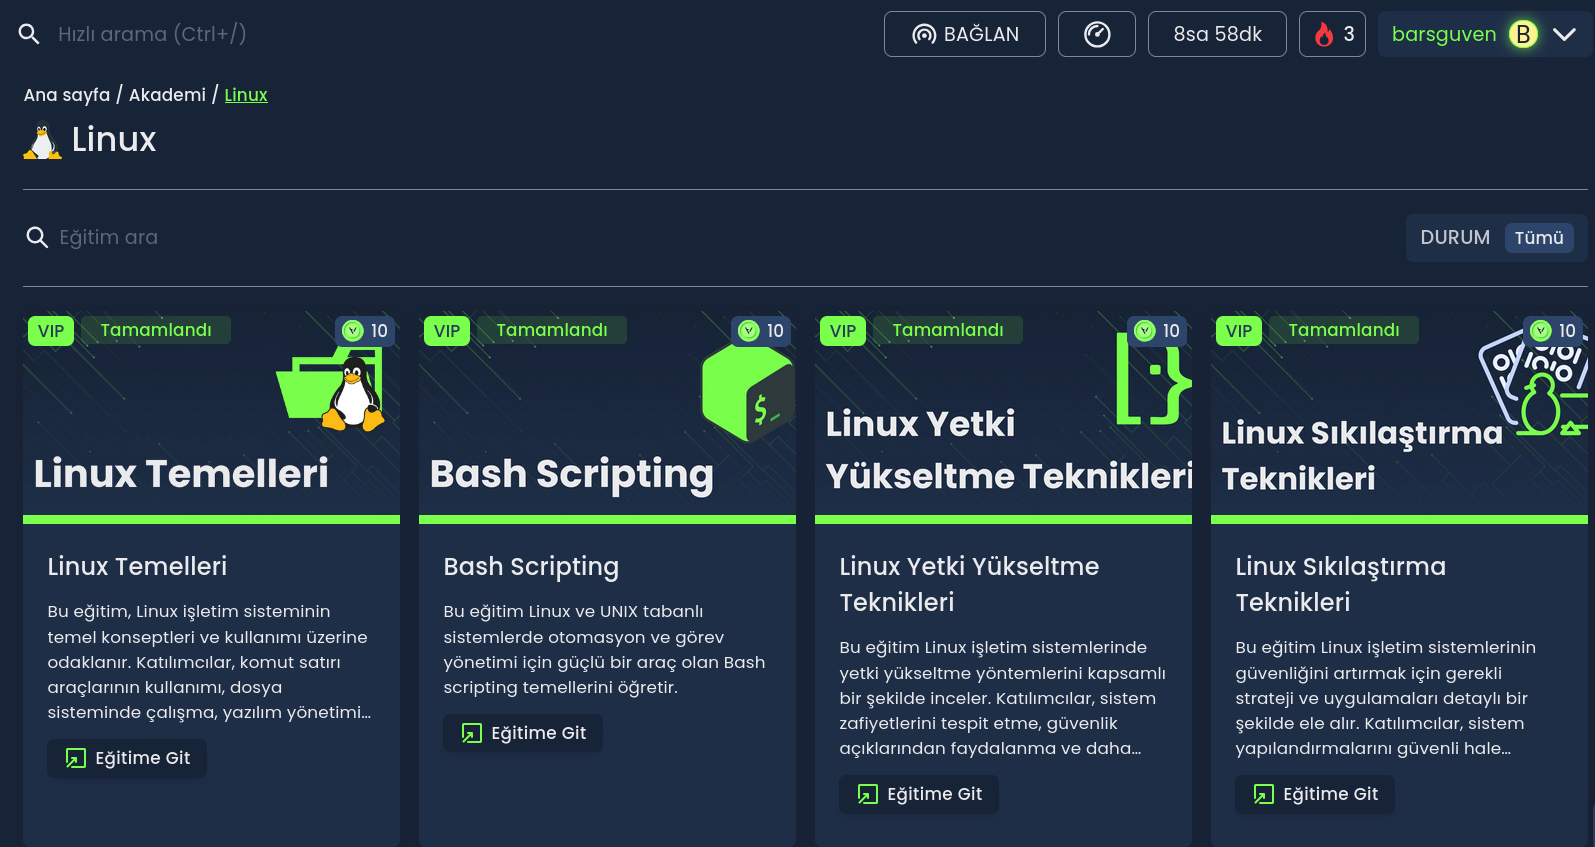 Hızlı arama (Ctrl+/)
BAĞLAN
8sa 58dk
3
barsguven
B
Ana sayfa / Akademi / Linux
Linux
Eğitim ara
DURUM Tümü
VIP Tamamlandı 10
Linux Temelleri
Linux Temelleri
Bu eğitim, Linux işletim sisteminin
temel konseptleri ve kullanımı üzerine
odaklanır. Katılımcılar, komut satırı
araçlarının kullanımı, dosya
sisteminde çalışma, yazılım yönetimi...
Eğitime Git
VIP Tamamlandı 10
$_
Bash Scripting
Bash Scripting
Bu eğitim Linux ve UNIX tabanlı
sistemlerde otomasyon ve görev
yönetimi için güçlü bir araç olan Bash
scripting temellerini öğretir.
Eğitime Git
VIP Tamamlandı 10
Linux Yetki
Yükseltme Teknikleri
Linux Yetki Yükseltme
Teknikleri
Bu eğitim Linux işletim sistemlerinde
yetki yükseltme yöntemlerini kapsamlı
bir şekilde inceler. Katılımcılar, sistem
zafiyetlerini tespit etme, güvenlik
açıklarından faydalanma ve daha...
Eğitime Git
VIP Tamamlandı 10
Linux Sıkılaştırma
Teknikleri
Linux Sıkılaştırma
Teknikleri
Bu eğitim Linux işletim sistemlerinin
güvenliğini artırmak için gerekli
strateji ve uygulamaları detaylı bir
şekilde ele alır. Katılımcılar, sistem
yapılandırmalarını güvenli hale...
Eğitime Git